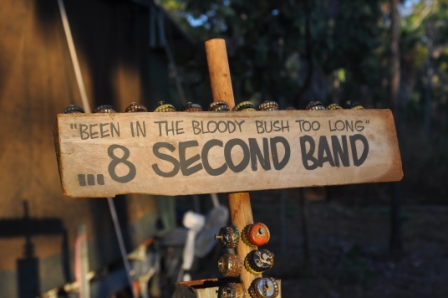 "BEEN IN THE BLOODY BUSH TOO LONG"
...8 SECOND BAND